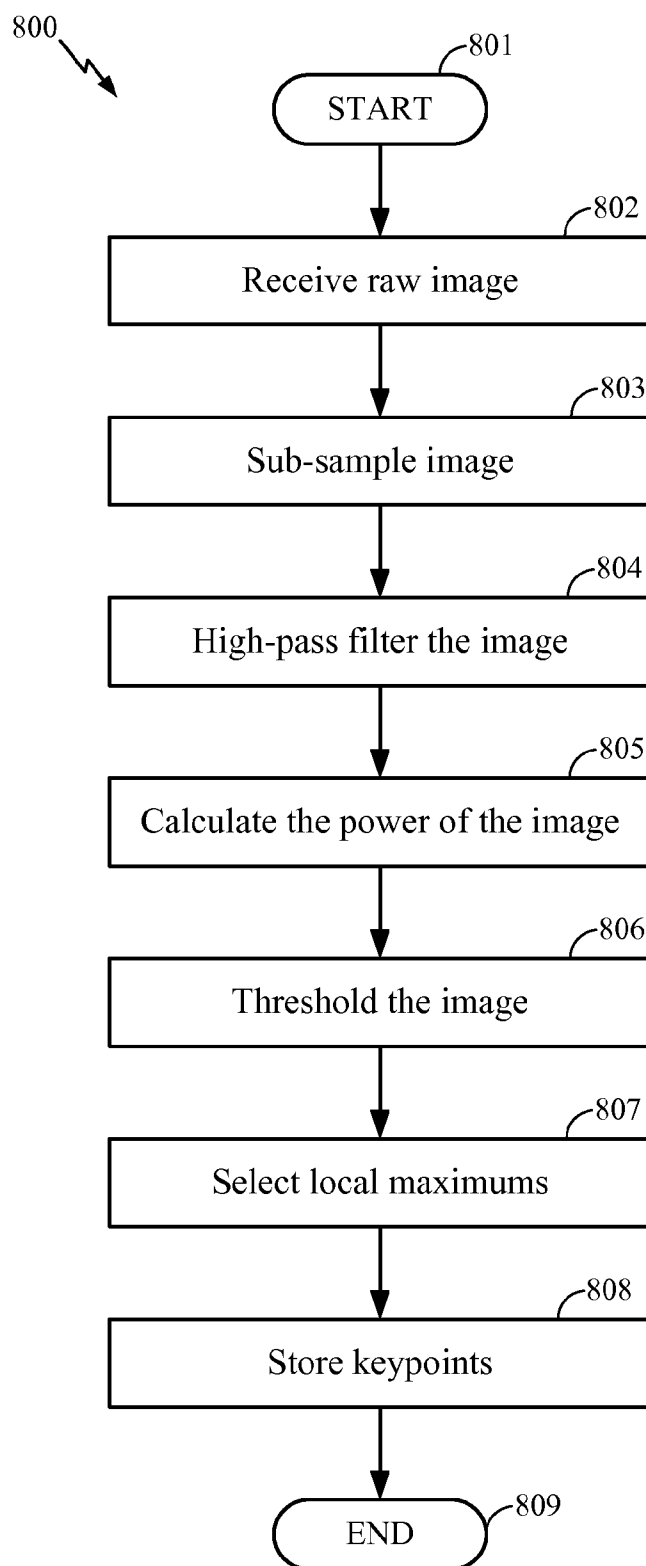 800
801
START
802
Receive raw image
803
Sub-sample image
804
High-pass filter the image
805
Calculate the power of the image
806
Threshold the image
807
Select local maximums
808
Store keypoints
809
END